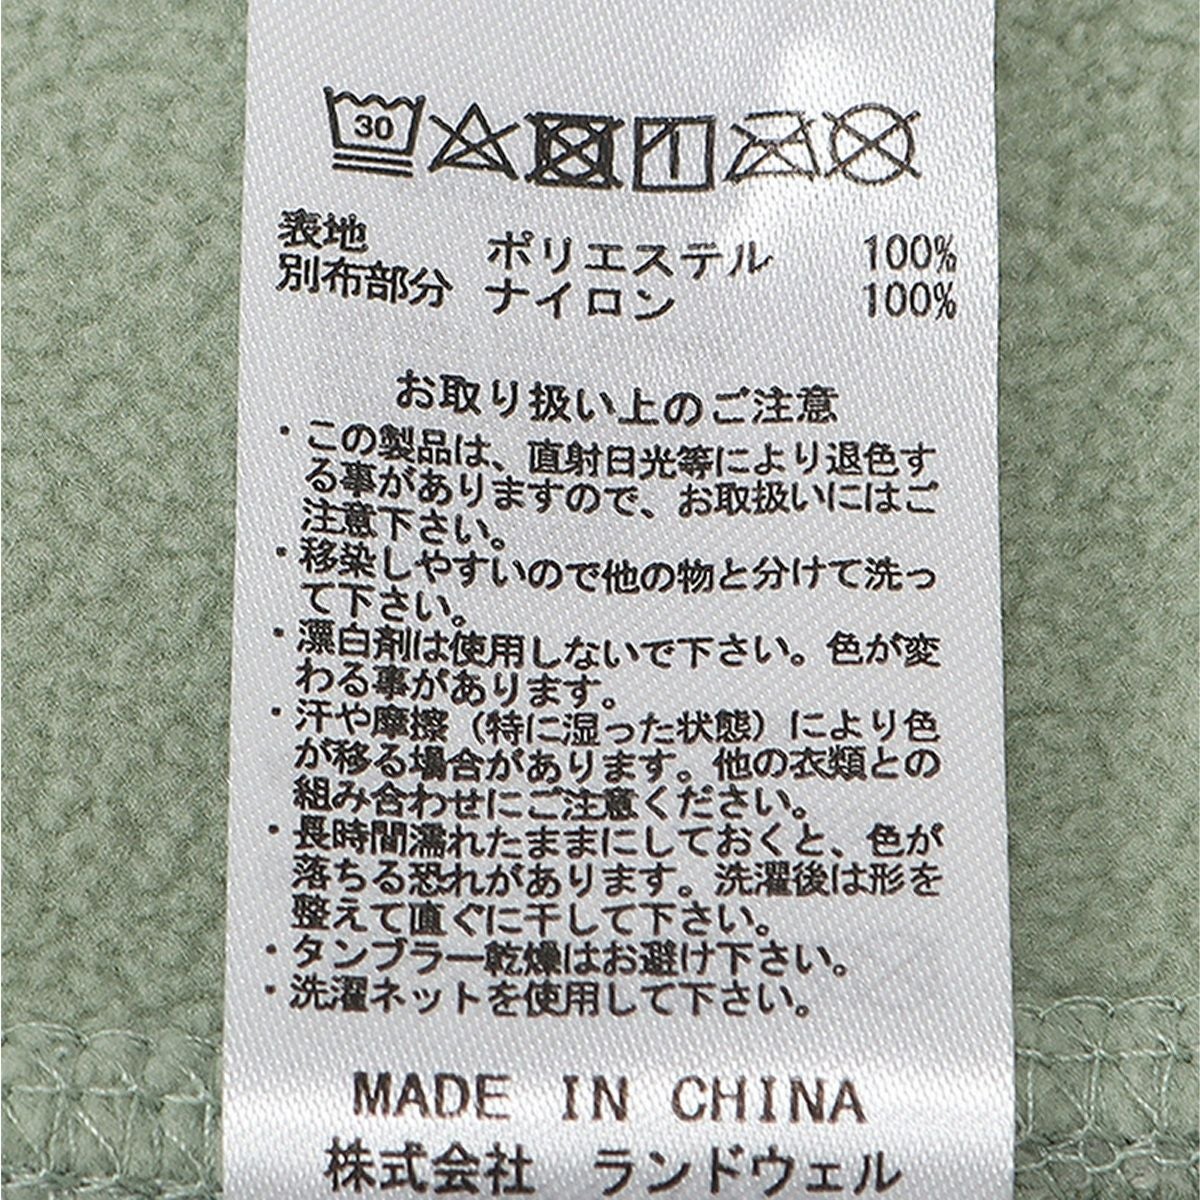 30
表地 ポリエステル 100%
別布部分 ナイロン 100%
お取り扱い上のご注意
・この製品は、直射日光等により退色す
る事がありますので、お取扱いにはご
注意下さい。
・移染しやすいので他の物と分けて洗っ
て下さい。
・漂白剤は使用しないで下さい。色が変
わる事があります。
・汗や摩擦(特に湿った状態)により色
が移る場合があります。他の衣類との
組み合わせにご注意ください。
・長時間濡れたままにしておくと、色が
落ちる恐れがあります。洗濯後は形を
整えて直ぐに干して下さい。
・タンブラー乾燥はお避け下さい。
・洗濯ネットを使用して下さい。
MADE IN CHINA
株式会社 ランドウェル